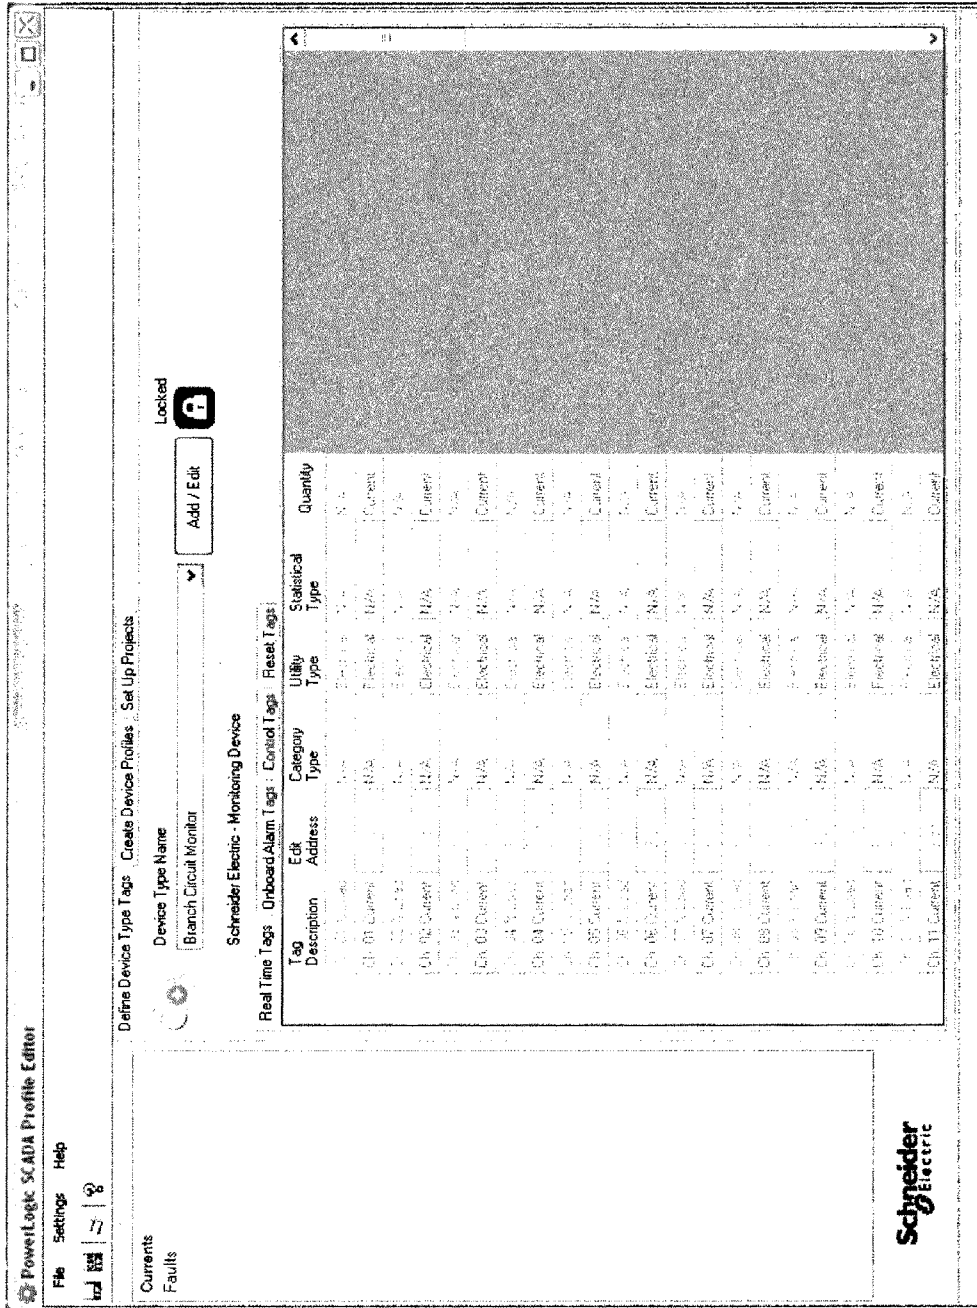 PowerLogic SCADA Profile Editor
File Settings Help
Currents
Faults
Define Device Type Tags Create Device Profiles Set Up Projects
Device Type Name
Locked
Branch Circuit Monitor Add / Edit
Schneider Electric - Monitoring Device
Real Time Tags Onboard Alarm Tags Control Tags Reset Tags
Tag Description Edit Address Category Type Utility Type Statistical Type Quantity
Ch 01 Current N/A Electrical N/A Current
Ch 02 Current N/A Electrical N/A Current
Ch 03 Current N/A Electrical N/A Current
Ch 04 Current N/A Electrical N/A Current
Ch 05 Current N/A Electrical N/A Current
Ch 06 Current N/A Electrical N/A Current
Ch 07 Current N/A Electrical N/A Current
Ch 08 Current N/A Electrical N/A Current
Ch 09 Current N/A Electrical N/A Current
Ch 10 Current N/A Electrical N/A Current
Ch 11 Current N/A Electrical N/A Current
Schneider
Electric